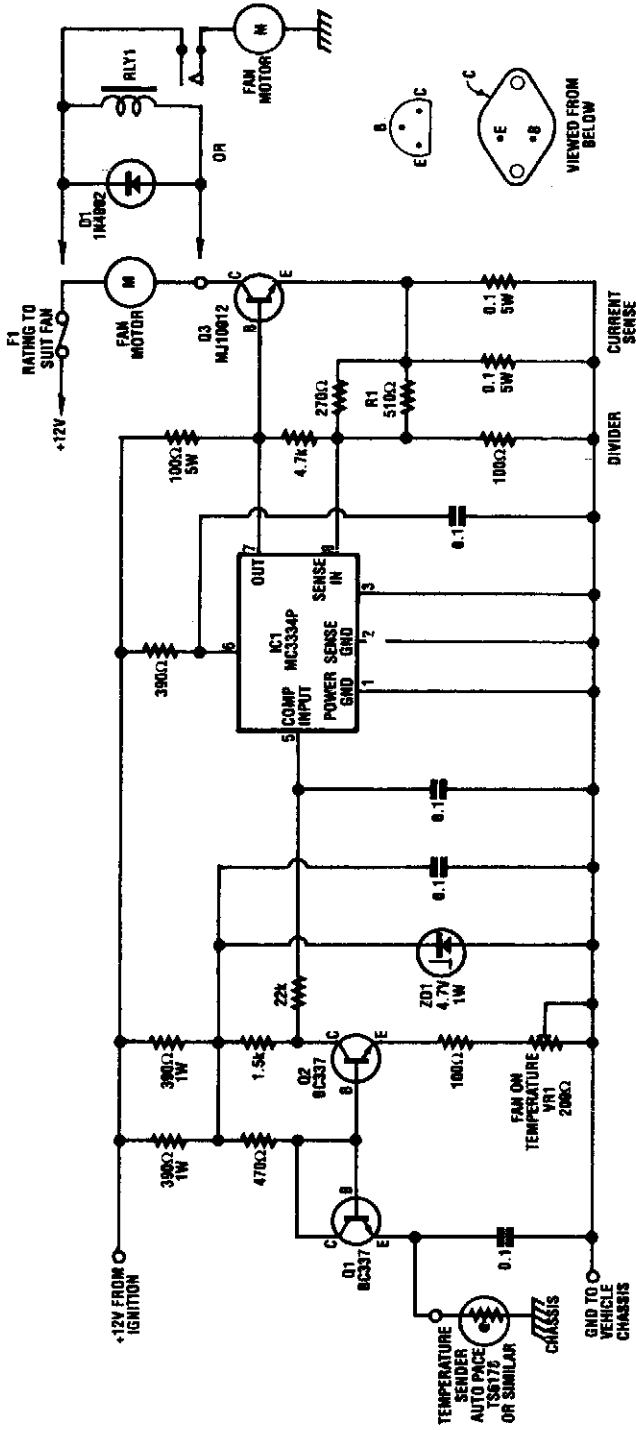 +12V FROM
IGNITION
390Ω
1W
390Ω
1W
470Ω
1.5k
22k
C
Q1
BC337
B
E
C
Q2
BC337
B
E
TEMPERATURE
SENDER
AUTO PACE
TS6176
OR SIMILAR
CHASSIS
0.1
GND TO
VEHICLE
CHASSIS
100Ω
FAN ON
TEMPERATURE
VR1
200Ω
ZD1
4.7V
1W
0.1
0.1
390Ω
6
5
COMP
INPUT
IC1
MC3334P
OUT
7
SENSE
IN
8
POWER
GND
SENSE
GND
1
2
3
0.1
100Ω
5W
4.7k
270Ω
R1
510Ω
100Ω
DIVIDER
0.1
5W
0.1
5W
CURRENT
SENSE
F1
RATING TO
SUIT FAN
+12V
FAN
MOTOR
M
Q3
MJ10012
C
B
E
D1
1N4002
OR
RLY1
FAN
MOTOR
M
B
E
C
C
E
B
VIEWED FROM
BELOW